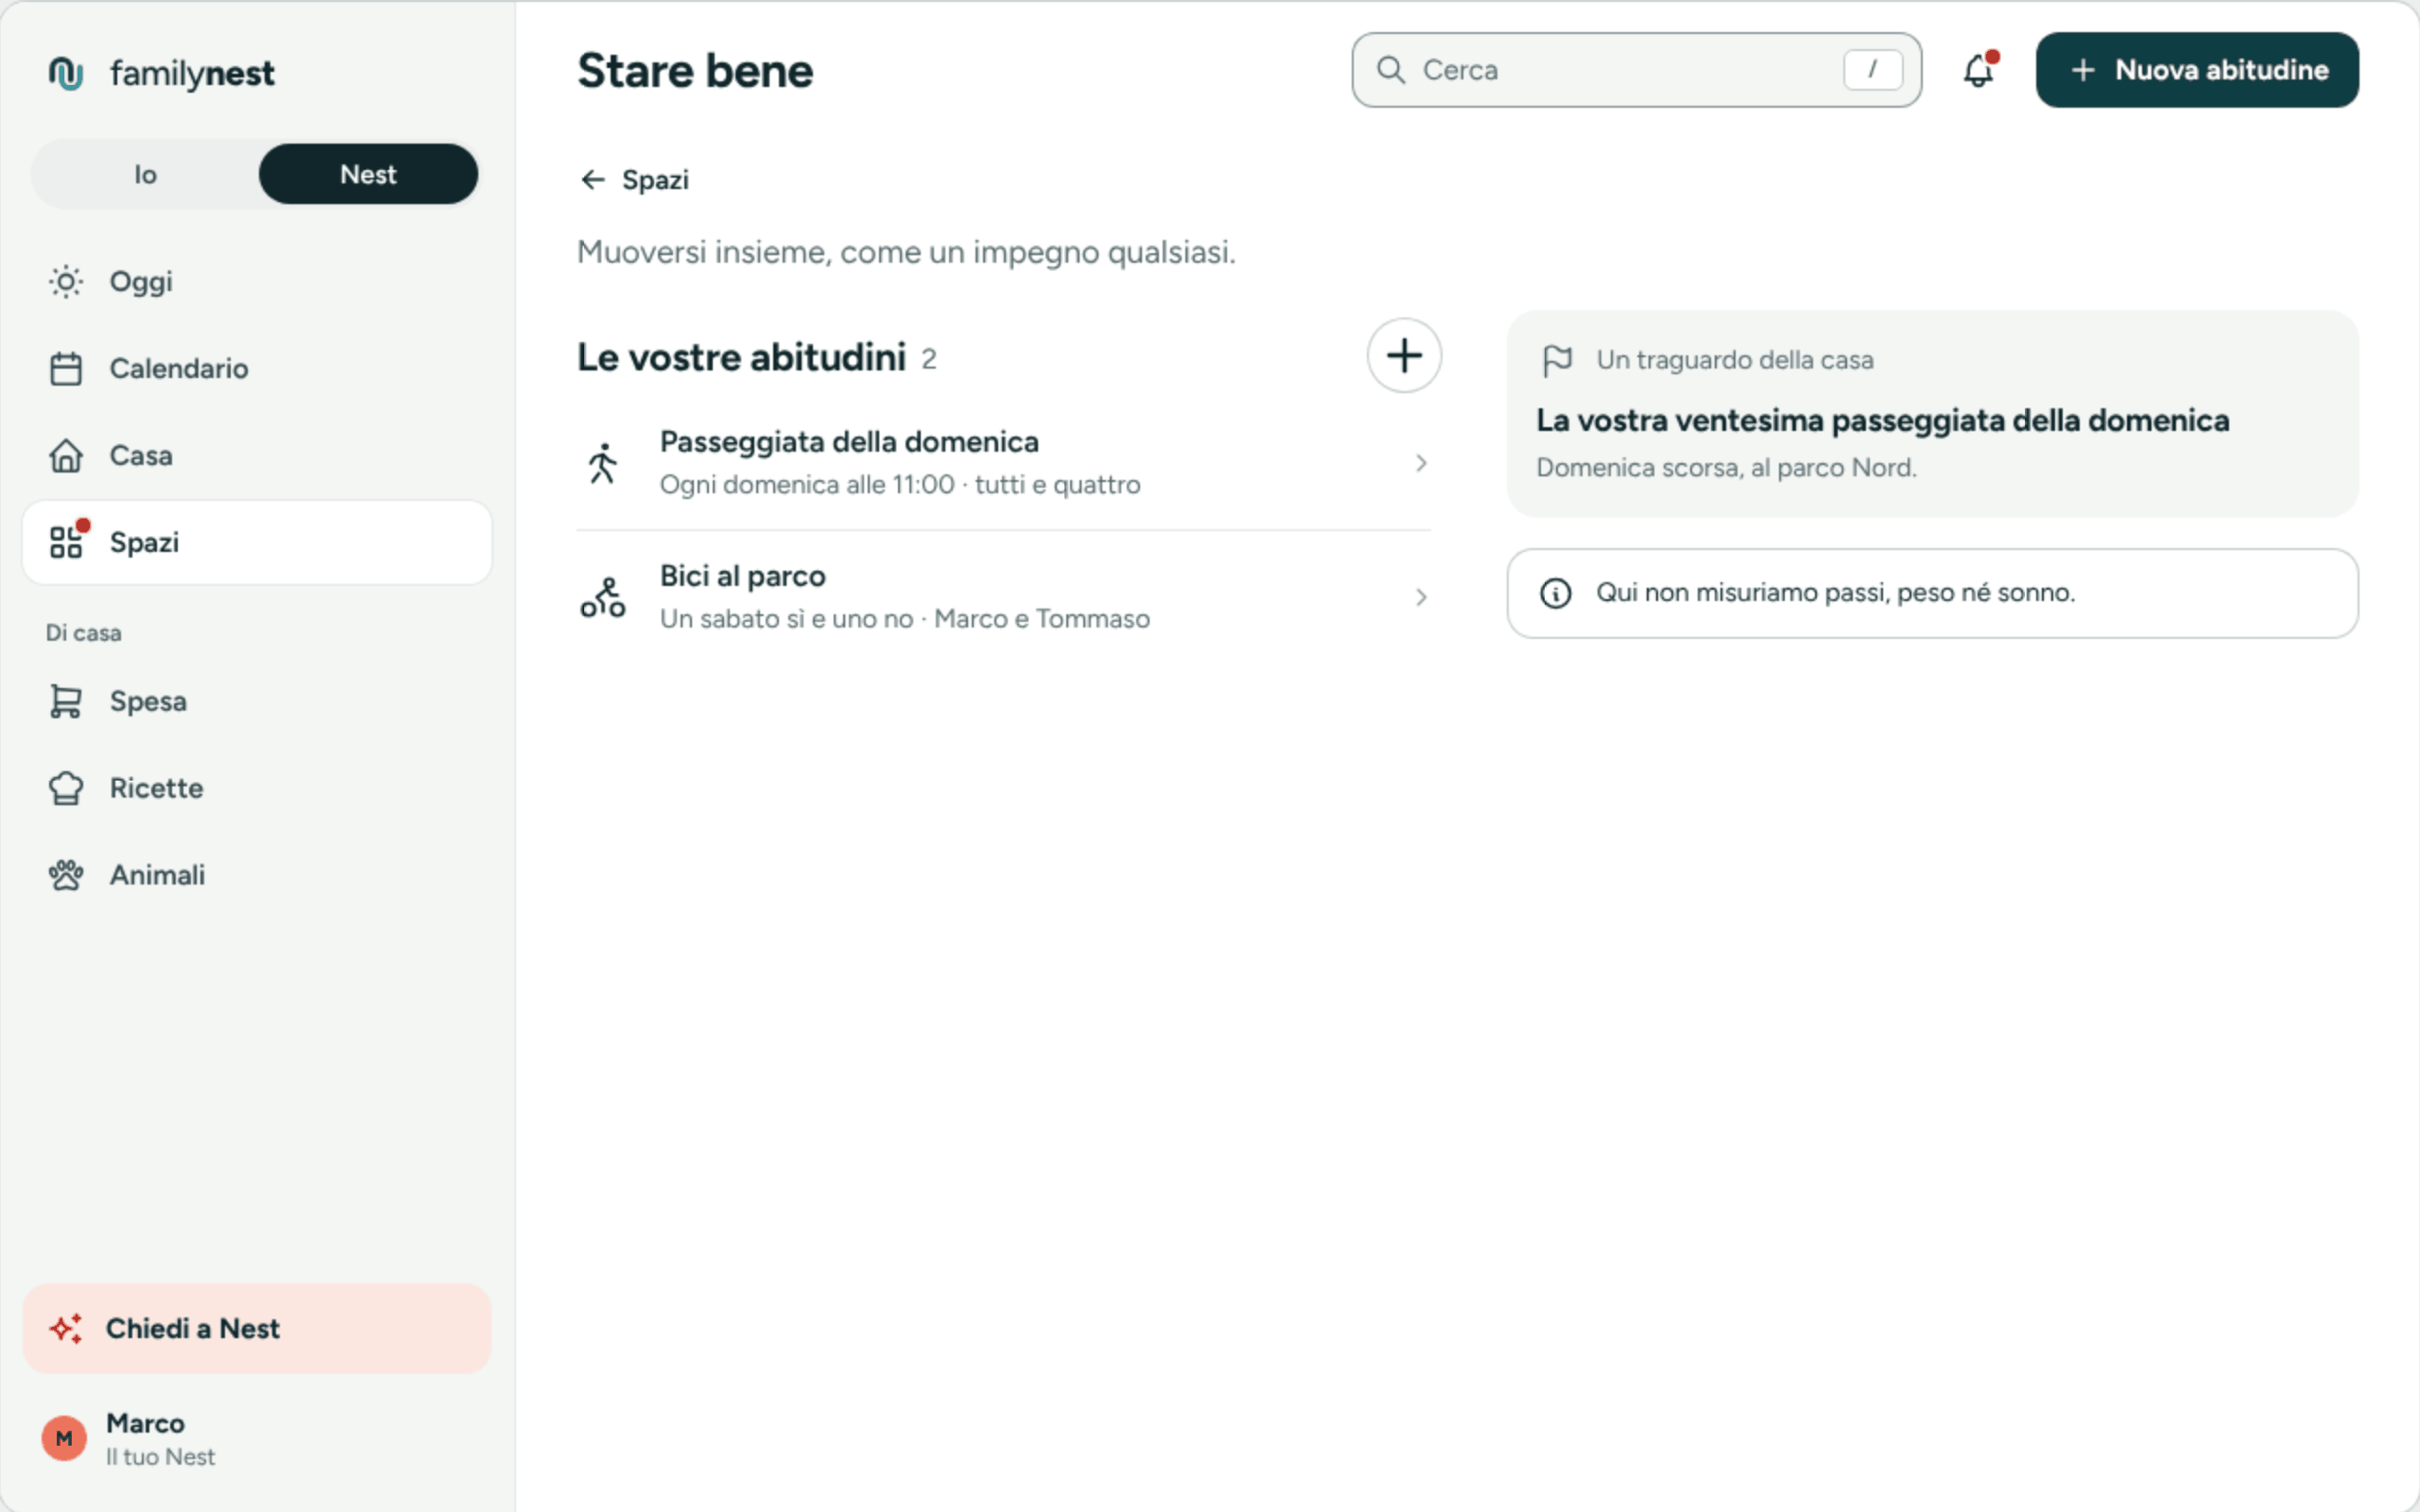 familynest
Io
Nest
Oggi
Calendario
Casa
Spazi
Di casa
Spesa
Ricette
Animali
Chiedi a Nest
M
Marco
Il tuo Nest
Stare bene
Cerca
/
+ Nuova abitudine
← Spazi
Muoversi insieme, come un impegno qualsiasi.
Le vostre abitudini 2
Passeggiata della domenica
Ogni domenica alle 11:00 · tutti e quattro
Bici al parco
Un sabato sì e uno no · Marco e Tommaso
Un traguardo della casa
La vostra ventesima passeggiata della domenica
Domenica scorsa, al parco Nord.
Qui non misuriamo passi, peso né sonno.